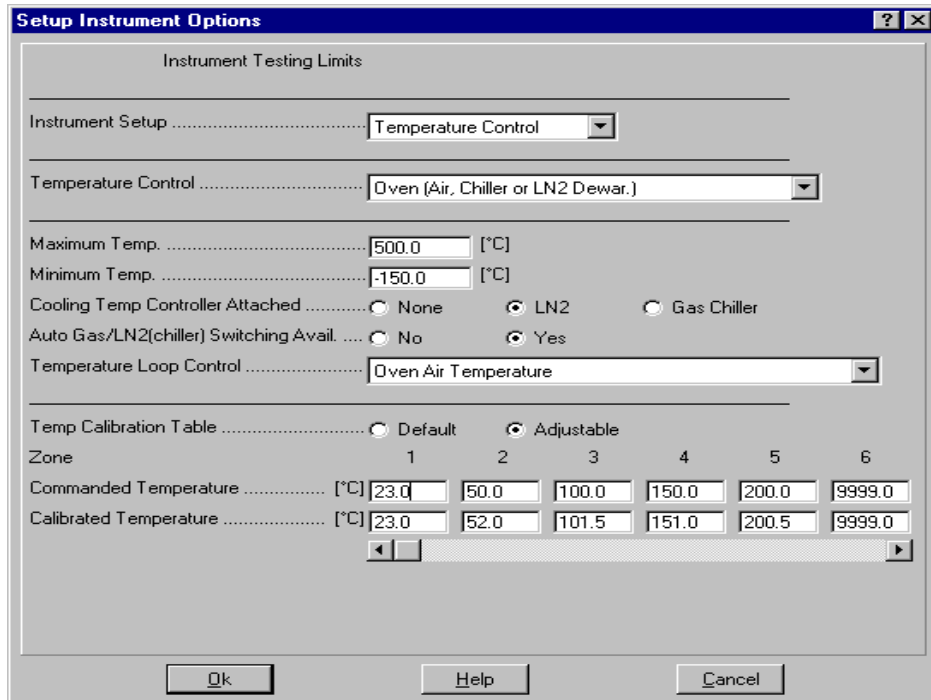 Setup Instrument Options
Instrument Testing Limits
Instrument Setup ..................................... Temperature Control
Temperature Control ................................ Oven (Air, Chiller or LN2 Dewar.)
Maximum Temp. ....................................... 500.0 [°C]
Minimum Temp. ........................................ -150.0 [°C]
Cooling Temp Controller Attached ............ None LN2 Gas Chiller
Auto Gas/LN2(chiller) Switching Avail. .... No Yes
Temperature Loop Control ....................... Oven Air Temperature
Temp Calibration Table ............................ Default Adjustable
Zone 1 2 3 4 5 6
Commanded Temperature ................ [°C] 23.0 50.0 100.0 150.0 200.0 9999.0
Calibrated Temperature .................... [°C] 23.0 52.0 101.5 151.0 200.5 9999.0
Ok Help Cancel